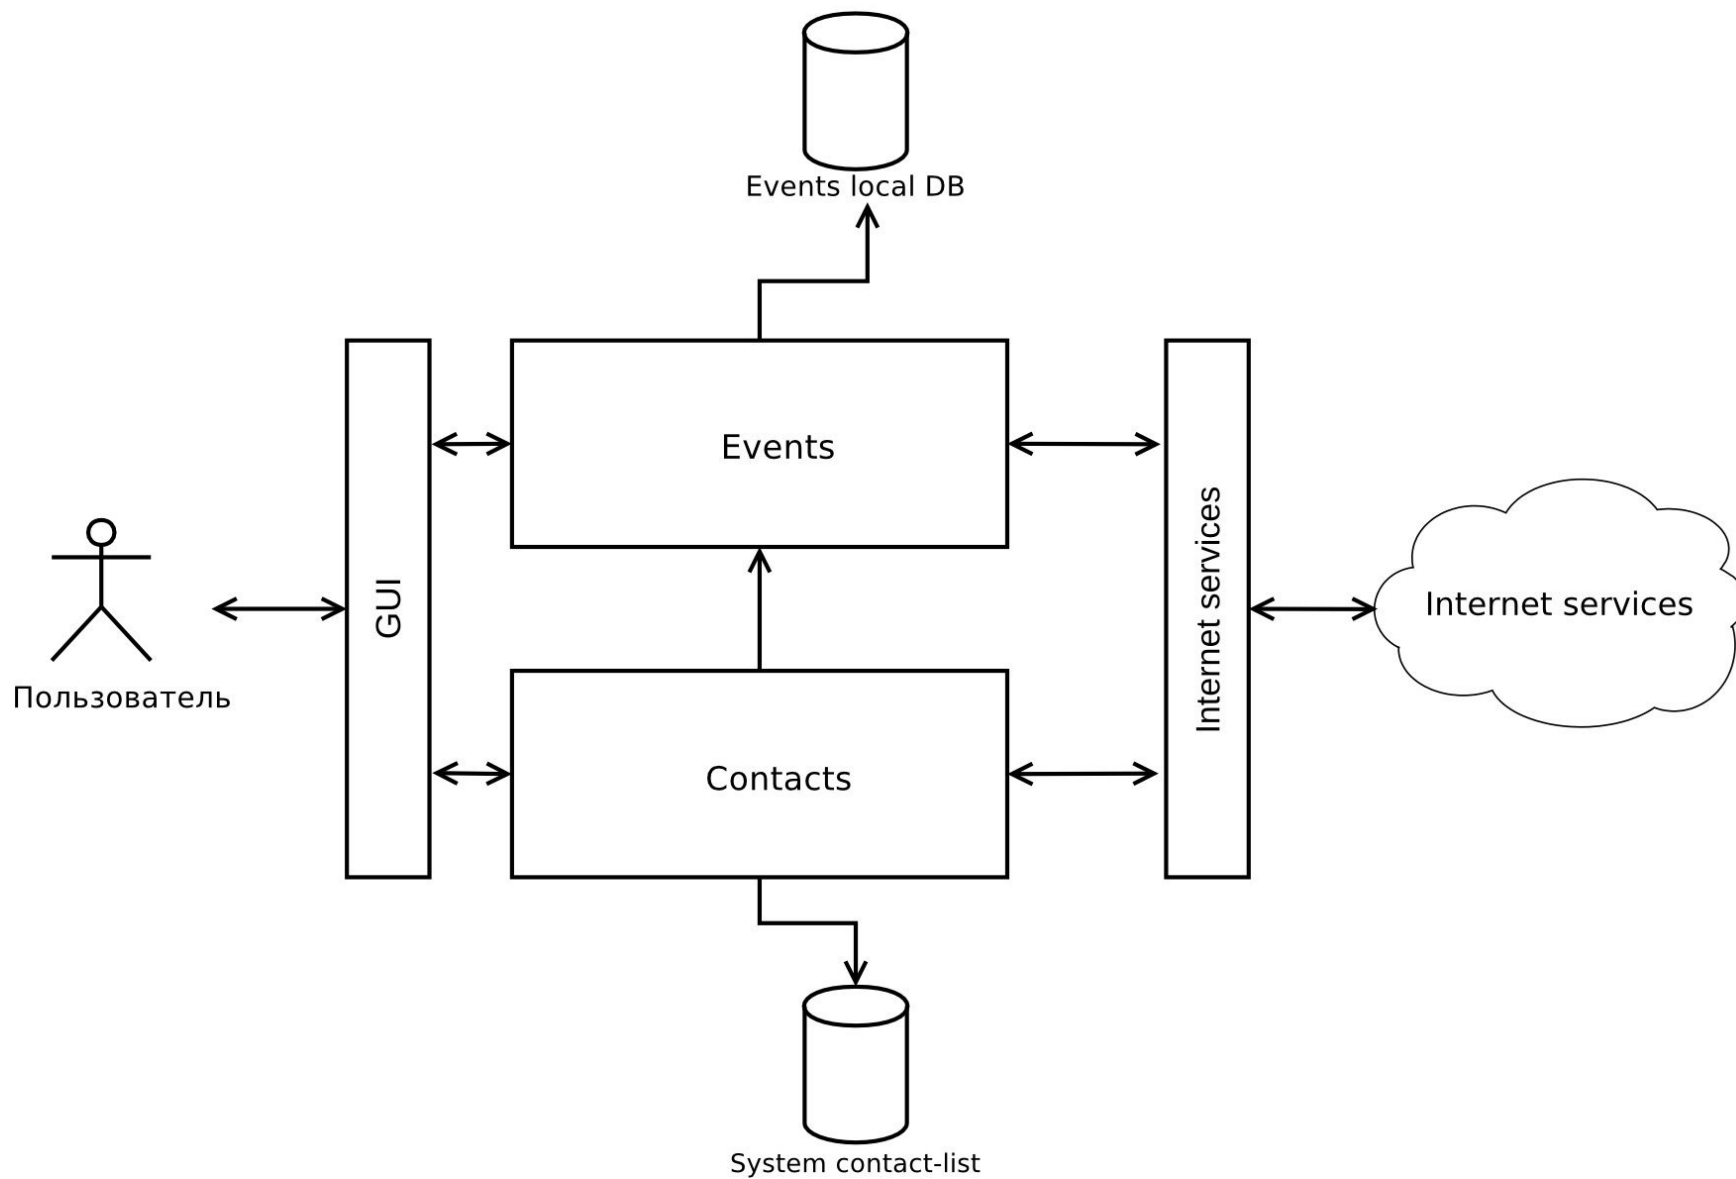 Events local DB
Events
GUI
Internet services
Internet services
Пользователь
Contacts
System contact-list